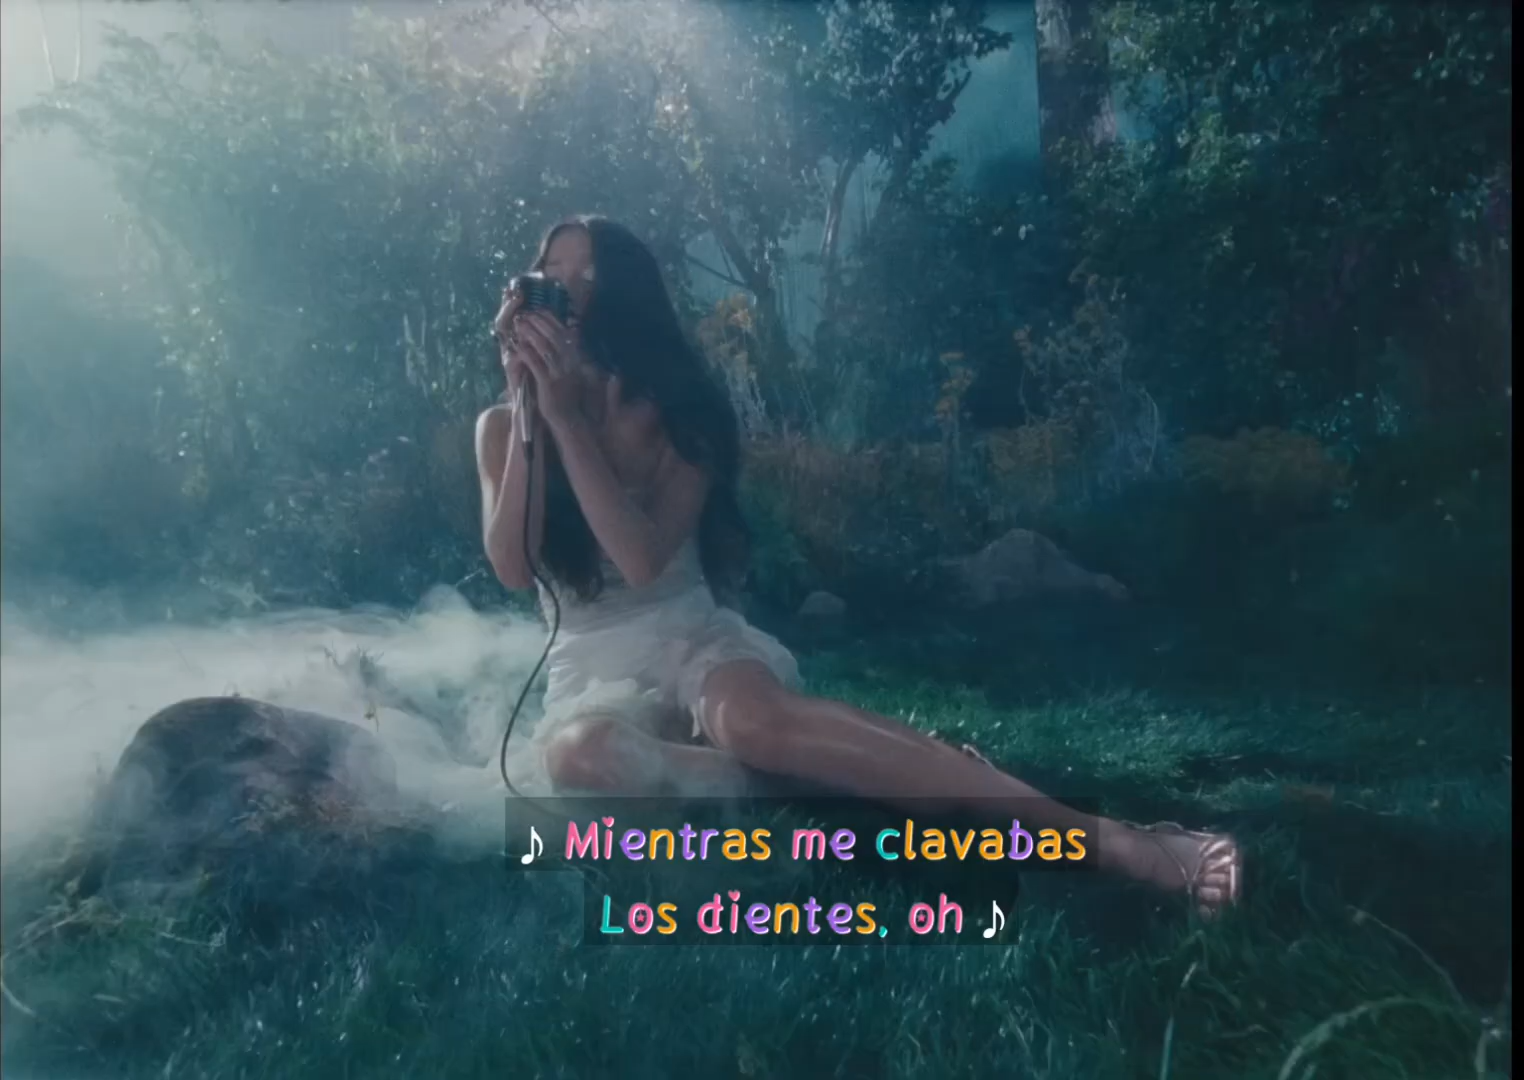 ♪ Mientras me clavabas
Los dientes, oh ♪